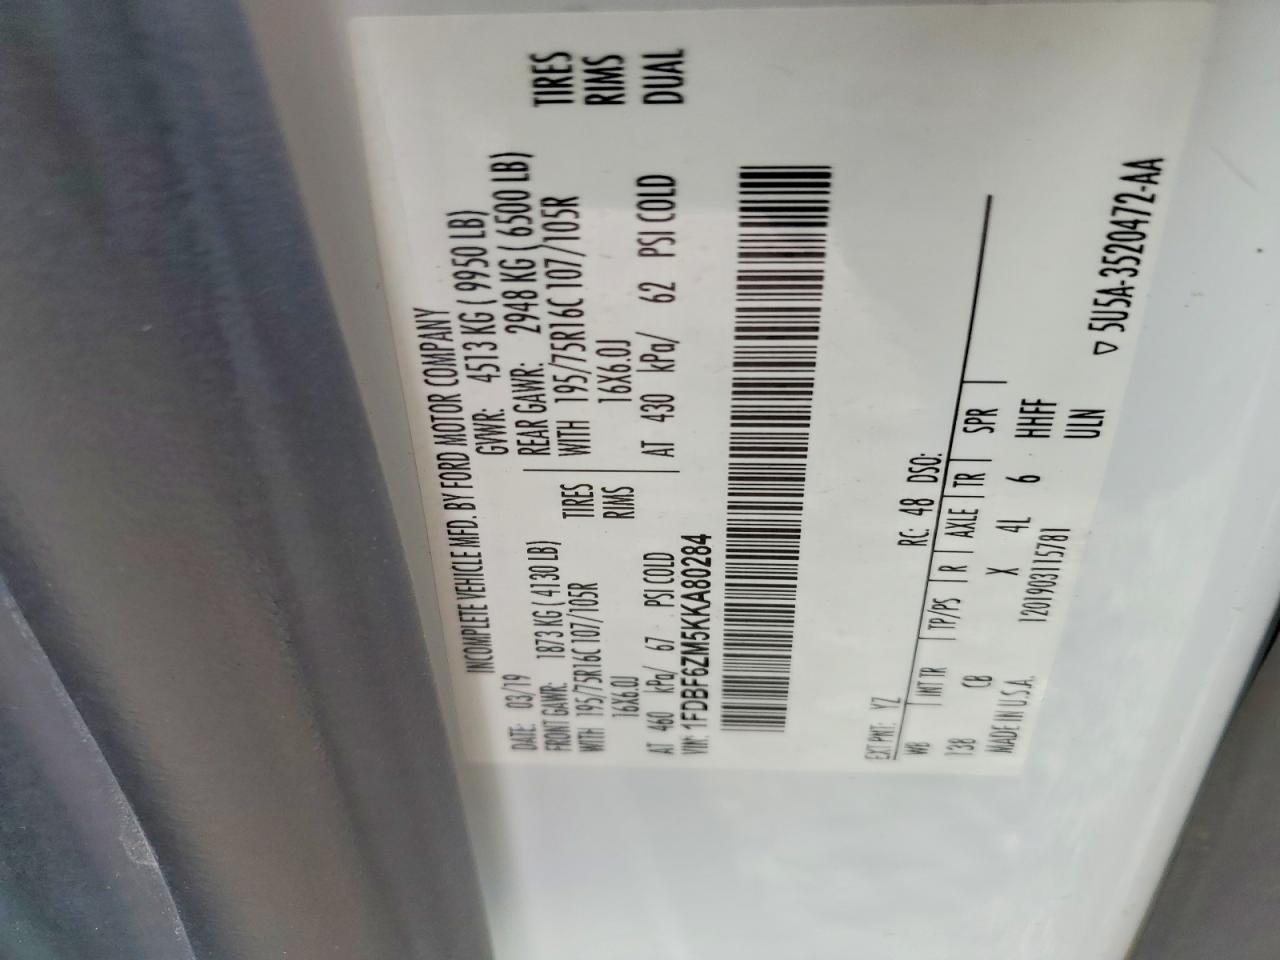 INCOMPLETE VEHICLE MFD. BY FORD MOTOR COMPANY
DATE: 03/19 GVWR: 4513 KG ( 9950 LB)
FRONT GAWR: 1873 KG ( 4130 LB) REAR GAWR: 2948 KG ( 6500 LB)
WITH 195/75R16C 107/105R TIRES WITH 195/75R16C 107/105R TIRES
16X6.0J RIMS 16X6.0J RIMS
AT 460 kPa/ 67 PSI COLD AT 430 kPa/ 62 PSI COLD DUAL
VIN: 1FDBF6ZM5KKA80284
EXT PNT: YZ RC: 48 DSO:
WB INT TR TP/PS R AXLE TR SPR
138 CB X 4L 6 HHFF
MADE IN U.S.A. 120190311578 1 ULN
▽ 5U5A-3520472-AA